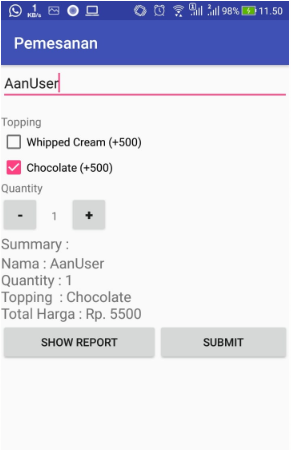 1
KB/s
98% 11.50
Pemesanan
AanUser
Topping
Whipped Cream (+500)
Chocolate (+500)
Quantity
- 1 +
Summary :
Nama : AanUser
Quantity : 1
Topping : Chocolate
Total Harga : Rp. 5500
SHOW REPORT SUBMIT